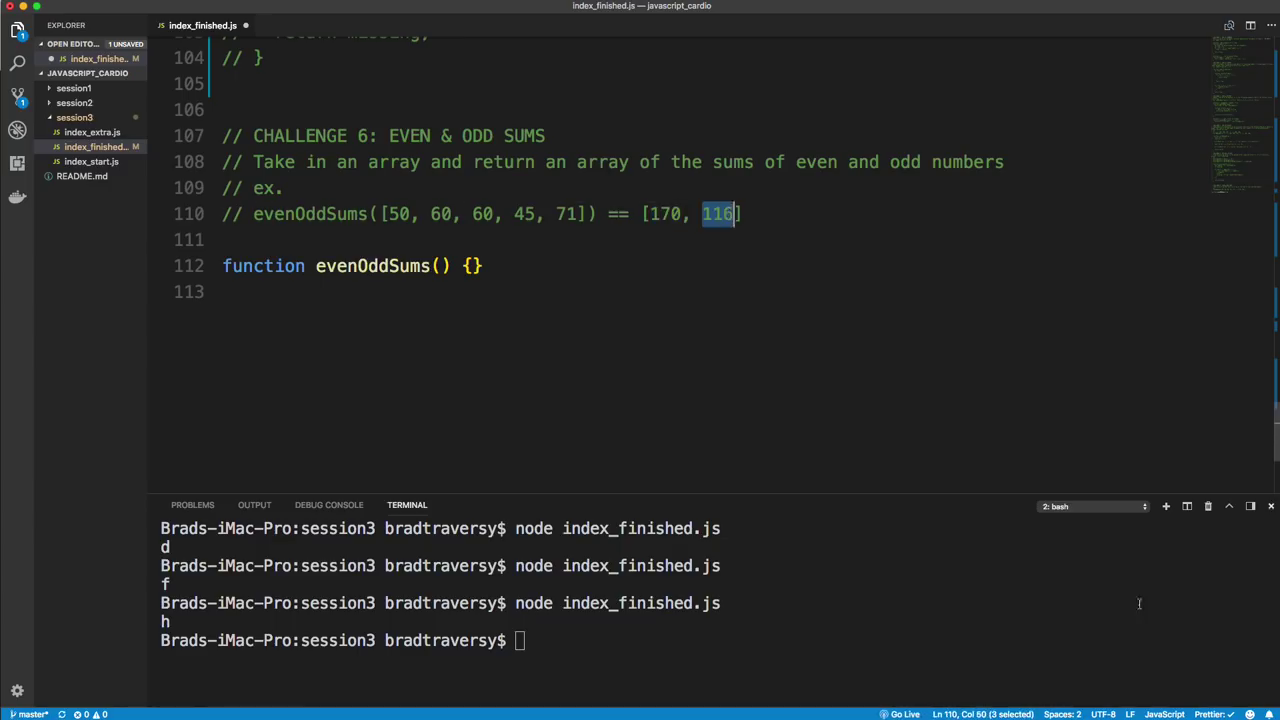 index_finished.js — javascript_cardio
EXPLORER
index_finished.js
OPEN EDITO... 1 UNSAVED
index_finishe... M
JAVASCRIPT_CARDIO
session1
session2
session3
index_extra.js
index_finished... M
index_start.js
README.md
1
1
104 // }
105
106
107 // CHALLENGE 6: EVEN & ODD SUMS
108 // Take in an array and return an array of the sums of even and odd numbers
109 // ex.
110 // evenOddSums([50, 60, 60, 45, 71]) == [170, 116]
111
112 function evenOddSums() {}
113
PROBLEMS OUTPUT DEBUG CONSOLE TERMINAL 2: bash
Brads-iMac-Pro:session3 bradtraversy$ node index_finished.js
d
Brads-iMac-Pro:session3 bradtraversy$ node index_finished.js
f
Brads-iMac-Pro:session3 bradtraversy$ node index_finished.js
h
Brads-iMac-Pro:session3 bradtraversy$
master* 0 0 Go Live Ln 110, Col 50 (3 selected) Spaces: 2 UTF-8 LF JavaScript Prettier: ✓